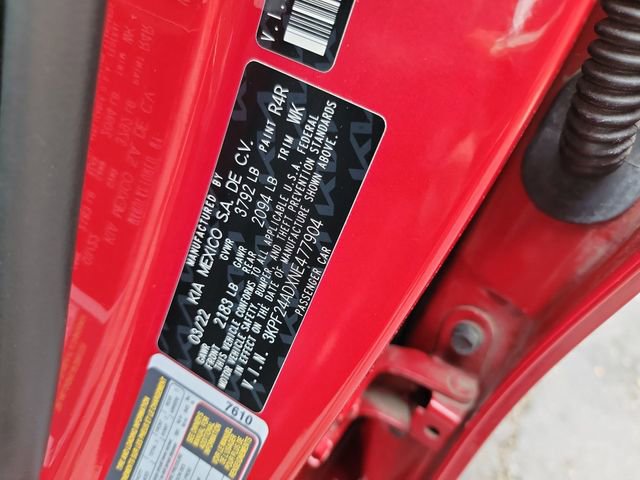 V.I.
MANUFACTURED BY
03/22 KIA MEXICO S.A. DE C.V.
GVWR 3792 LB PAINT R4R
GAWR FRONT 2183 LB GAWR REAR 2094 LB TRIM WK
THIS VEHICLE CONFORMS TO ALL APPLICABLE U.S.A. FEDERAL
MOTOR VEHICLE SAFETY, BUMPER, AND THEFT PREVENTION STANDARDS
IN EFFECT ON THE DATE OF MANUFACTURE SHOWN ABOVE.
V.I.N. 3KPF24ADXNE477904
PASSENGER CAR
7610